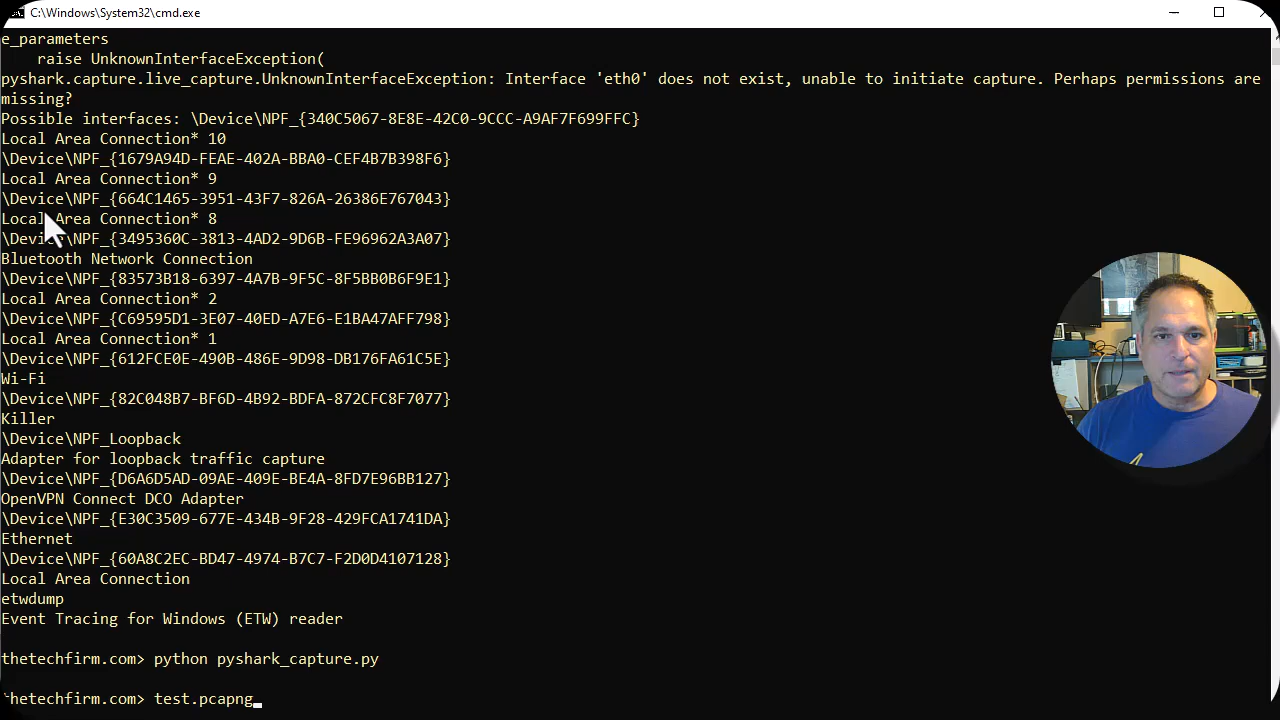 C:\Windows\System32\cmd.exe
e_parameters
    raise UnknownInterfaceException(
pyshark.capture.live_capture.UnknownInterfaceException: Interface 'eth0' does not exist, unable to initiate capture. Perhaps permissions are
missing?
Possible interfaces: \Device\NPF_{340C5067-8E8E-42C0-9CCC-A9AF7F699FFC}
Local Area Connection* 10
\Device\NPF_{1679A94D-FEAE-402A-BBA0-CEF4B7B398F6}
Local Area Connection* 9
\Device\NPF_{664C1465-3951-43F7-826A-26386E767043}
Local Area Connection* 8
\Device\NPF_{3495360C-3813-4AD2-9D6B-FE96962A3A07}
Bluetooth Network Connection
\Device\NPF_{83573B18-6397-4A7B-9F5C-8F5BB0B6F9E1}
Local Area Connection* 2
\Device\NPF_{C69595D1-3E07-40ED-A7E6-E1BA47AFF798}
Local Area Connection* 1
\Device\NPF_{612FCE0E-490B-486E-9D98-DB176FA61C5E}
Wi-Fi
\Device\NPF_{82C048B7-BF6D-4B92-BDFA-872CFC8F7077}
Killer
\Device\NPF_Loopback
Adapter for loopback traffic capture
\Device\NPF_{D6A6D5AD-09AE-409E-BE4A-8FD7E96BB127}
OpenVPN Connect DCO Adapter
\Device\NPF_{E30C3509-677E-434B-9F28-429FCA1741DA}
Ethernet
\Device\NPF_{60A8C2EC-BD47-4974-B7C7-F2D0D4107128}
Local Area Connection
etwdump
Event Tracing for Windows (ETW) reader
thetechfirm.com> python pyshark_capture.py
thetechfirm.com> test.pcapng